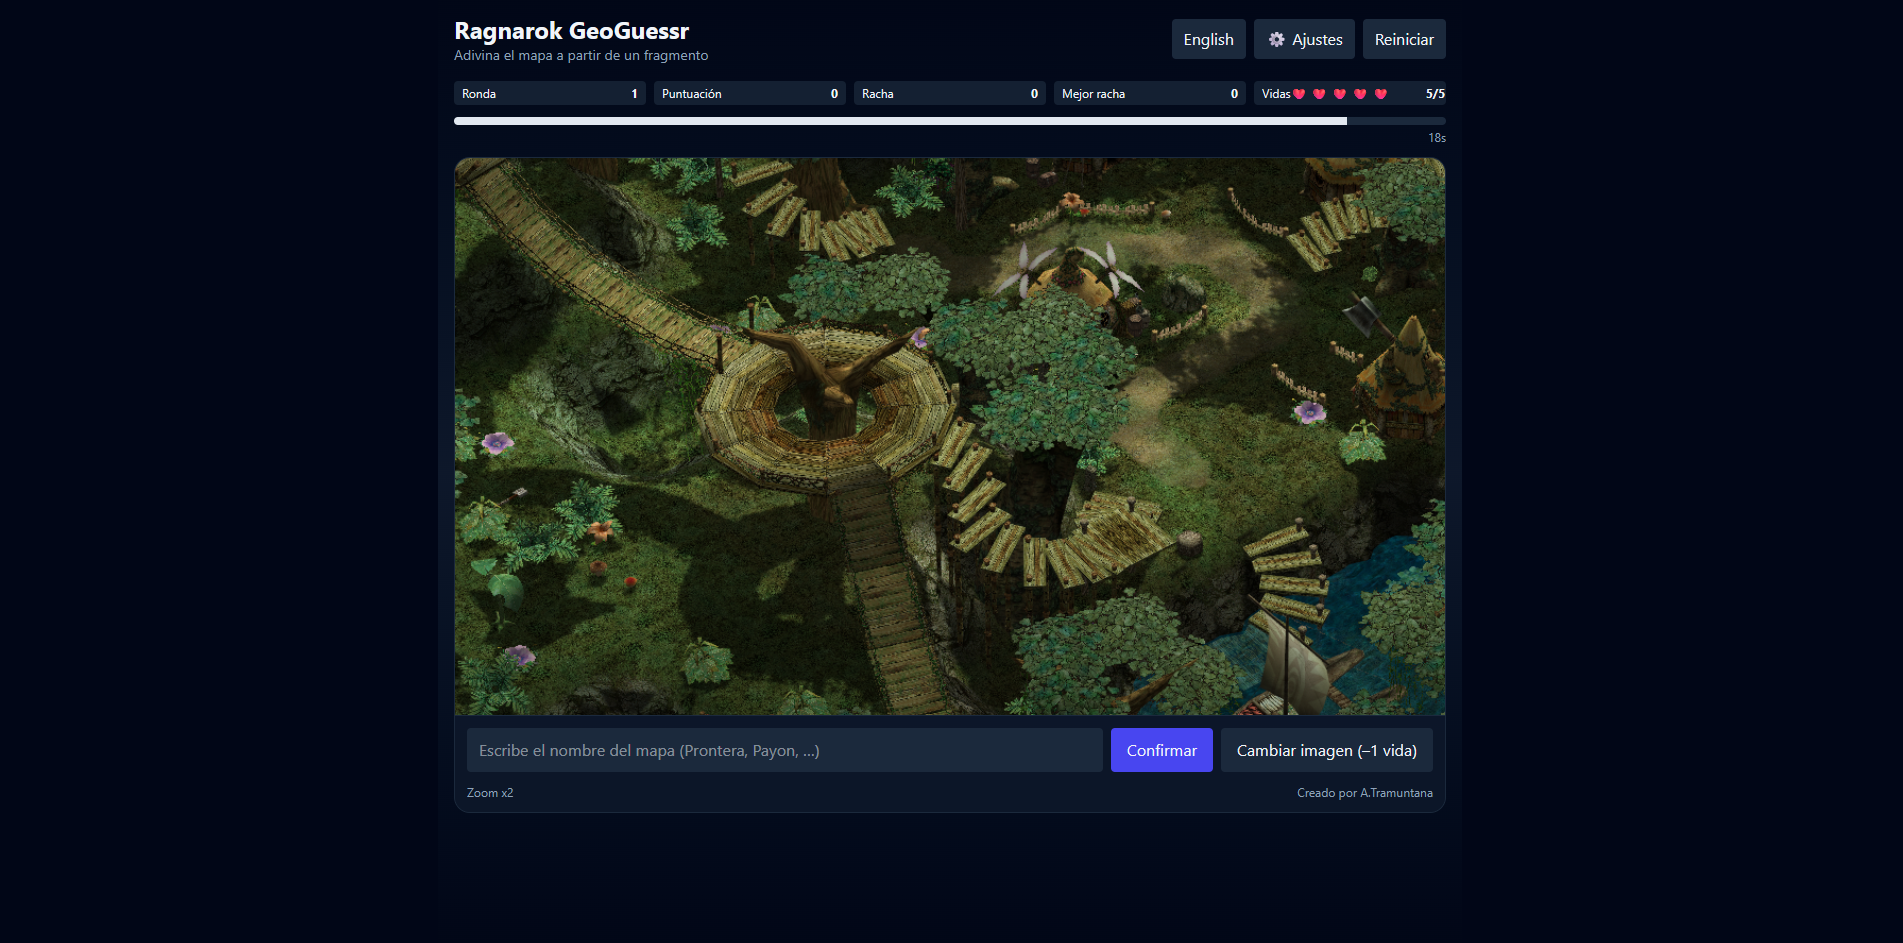 Ragnarok GeoGuessr
Adivina el mapa a partir de un fragmento
English
Ajustes
Reiniciar
Ronda 1
Puntuación 0
Racha 0
Mejor racha 0
Vidas 5/5
18s
Escribe el nombre del mapa (Prontera, Payon, ...)
Confirmar
Cambiar imagen (–1 vida)
Zoom x2
Creado por A.Tramuntana